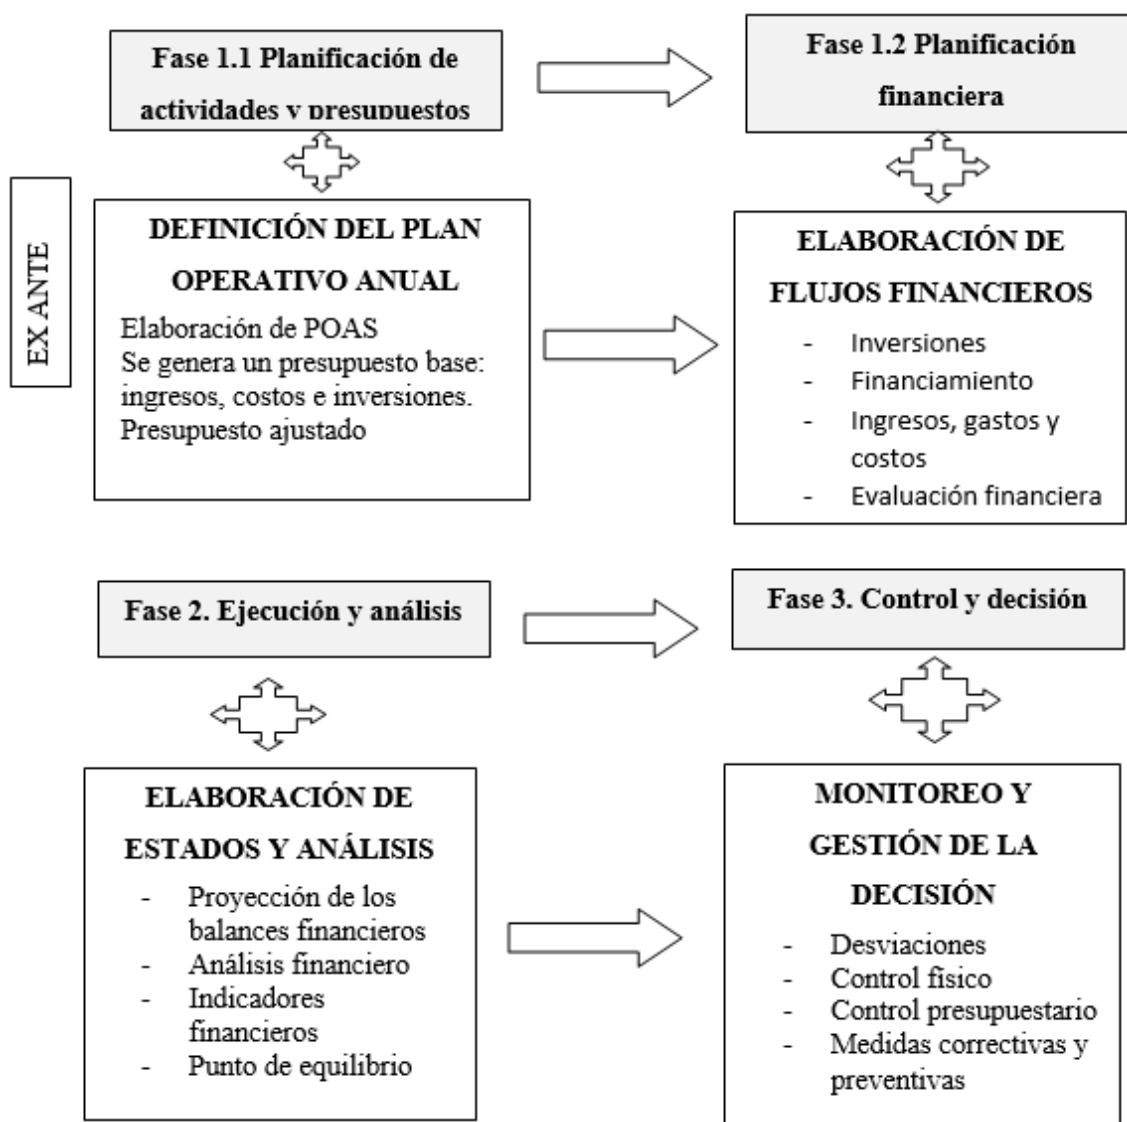 Fase 1.1 Planificación de
actividades y presupuestos
Fase 1.2 Planificación
financiera
EX ANTE
DEFINICIÓN DEL PLAN
OPERATIVO ANUAL
Elaboración de POAS
Se genera un presupuesto base:
ingresos, costos e inversiones.
Presupuesto ajustado
ELABORACIÓN DE
FLUJOS FINANCIEROS
- Inversiones
- Financiamiento
- Ingresos, gastos y
costos
- Evaluación financiera
Fase 2. Ejecución y análisis
Fase 3. Control y decisión
ELABORACIÓN DE
ESTADOS Y ANÁLISIS
- Proyección de los
balances financieros
- Análisis financiero
- Indicadores
financieros
- Punto de equilibrio
MONITOREO Y
GESTIÓN DE LA
DECISIÓN
- Desviaciones
- Control físico
- Control presupuestario
- Medidas correctivas y
preventivas